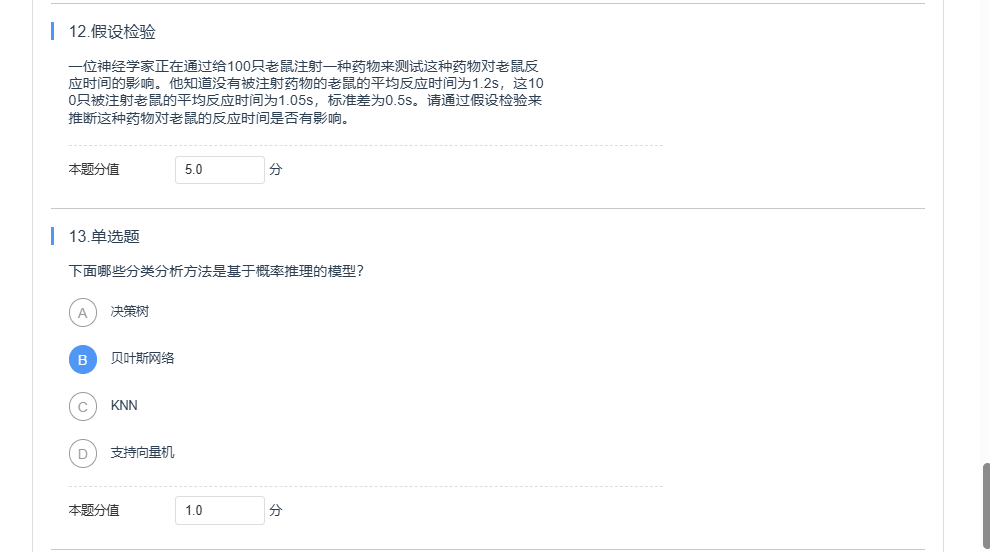 12.假设检验
一位神经学家正在通过给100只老鼠注射一种药物来测试这种药物对老鼠反
应时间的影响。他知道没有被注射药物的老鼠的平均反应时间为1.2s，这10
0只被注射老鼠的平均反应时间为1.05s，标准差为0.5s。请通过假设检验来
推断这种药物对老鼠的反应时间是否有影响。
本题分值 5.0 分
13.单选题
下面哪些分类分析方法是基于概率推理的模型？
A 决策树
B 贝叶斯网络
C KNN
D 支持向量机
本题分值 1.0 分